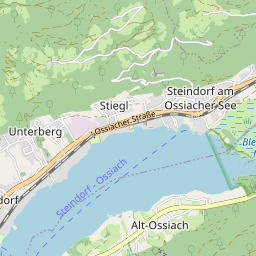 Steindorf am
Ossiacher See
Stiegl
Ossiacher Straße
Unterberg
Steindorf - Ossiach
Alt-Ossiach